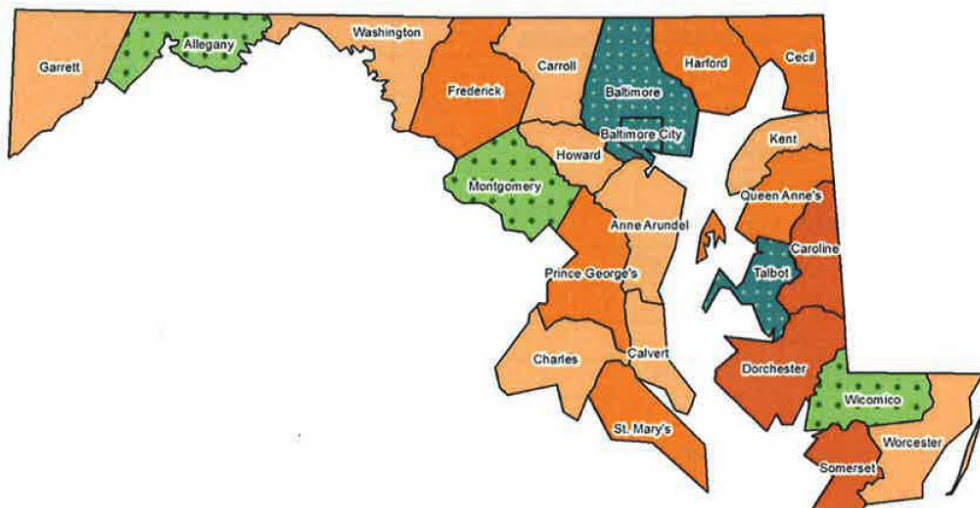 Washington
Allegany
Garrett
Carroll
Harford
Cecil
Frederick
Baltimore
Baltimore City
Kent
Howard
Montgomery
Queen Anne's
Anne Arundel
Caroline
Prince George's
Talbot
Charles
Calvert
Dorchester
Wicomico
St. Mary's
Worcester
Somerset